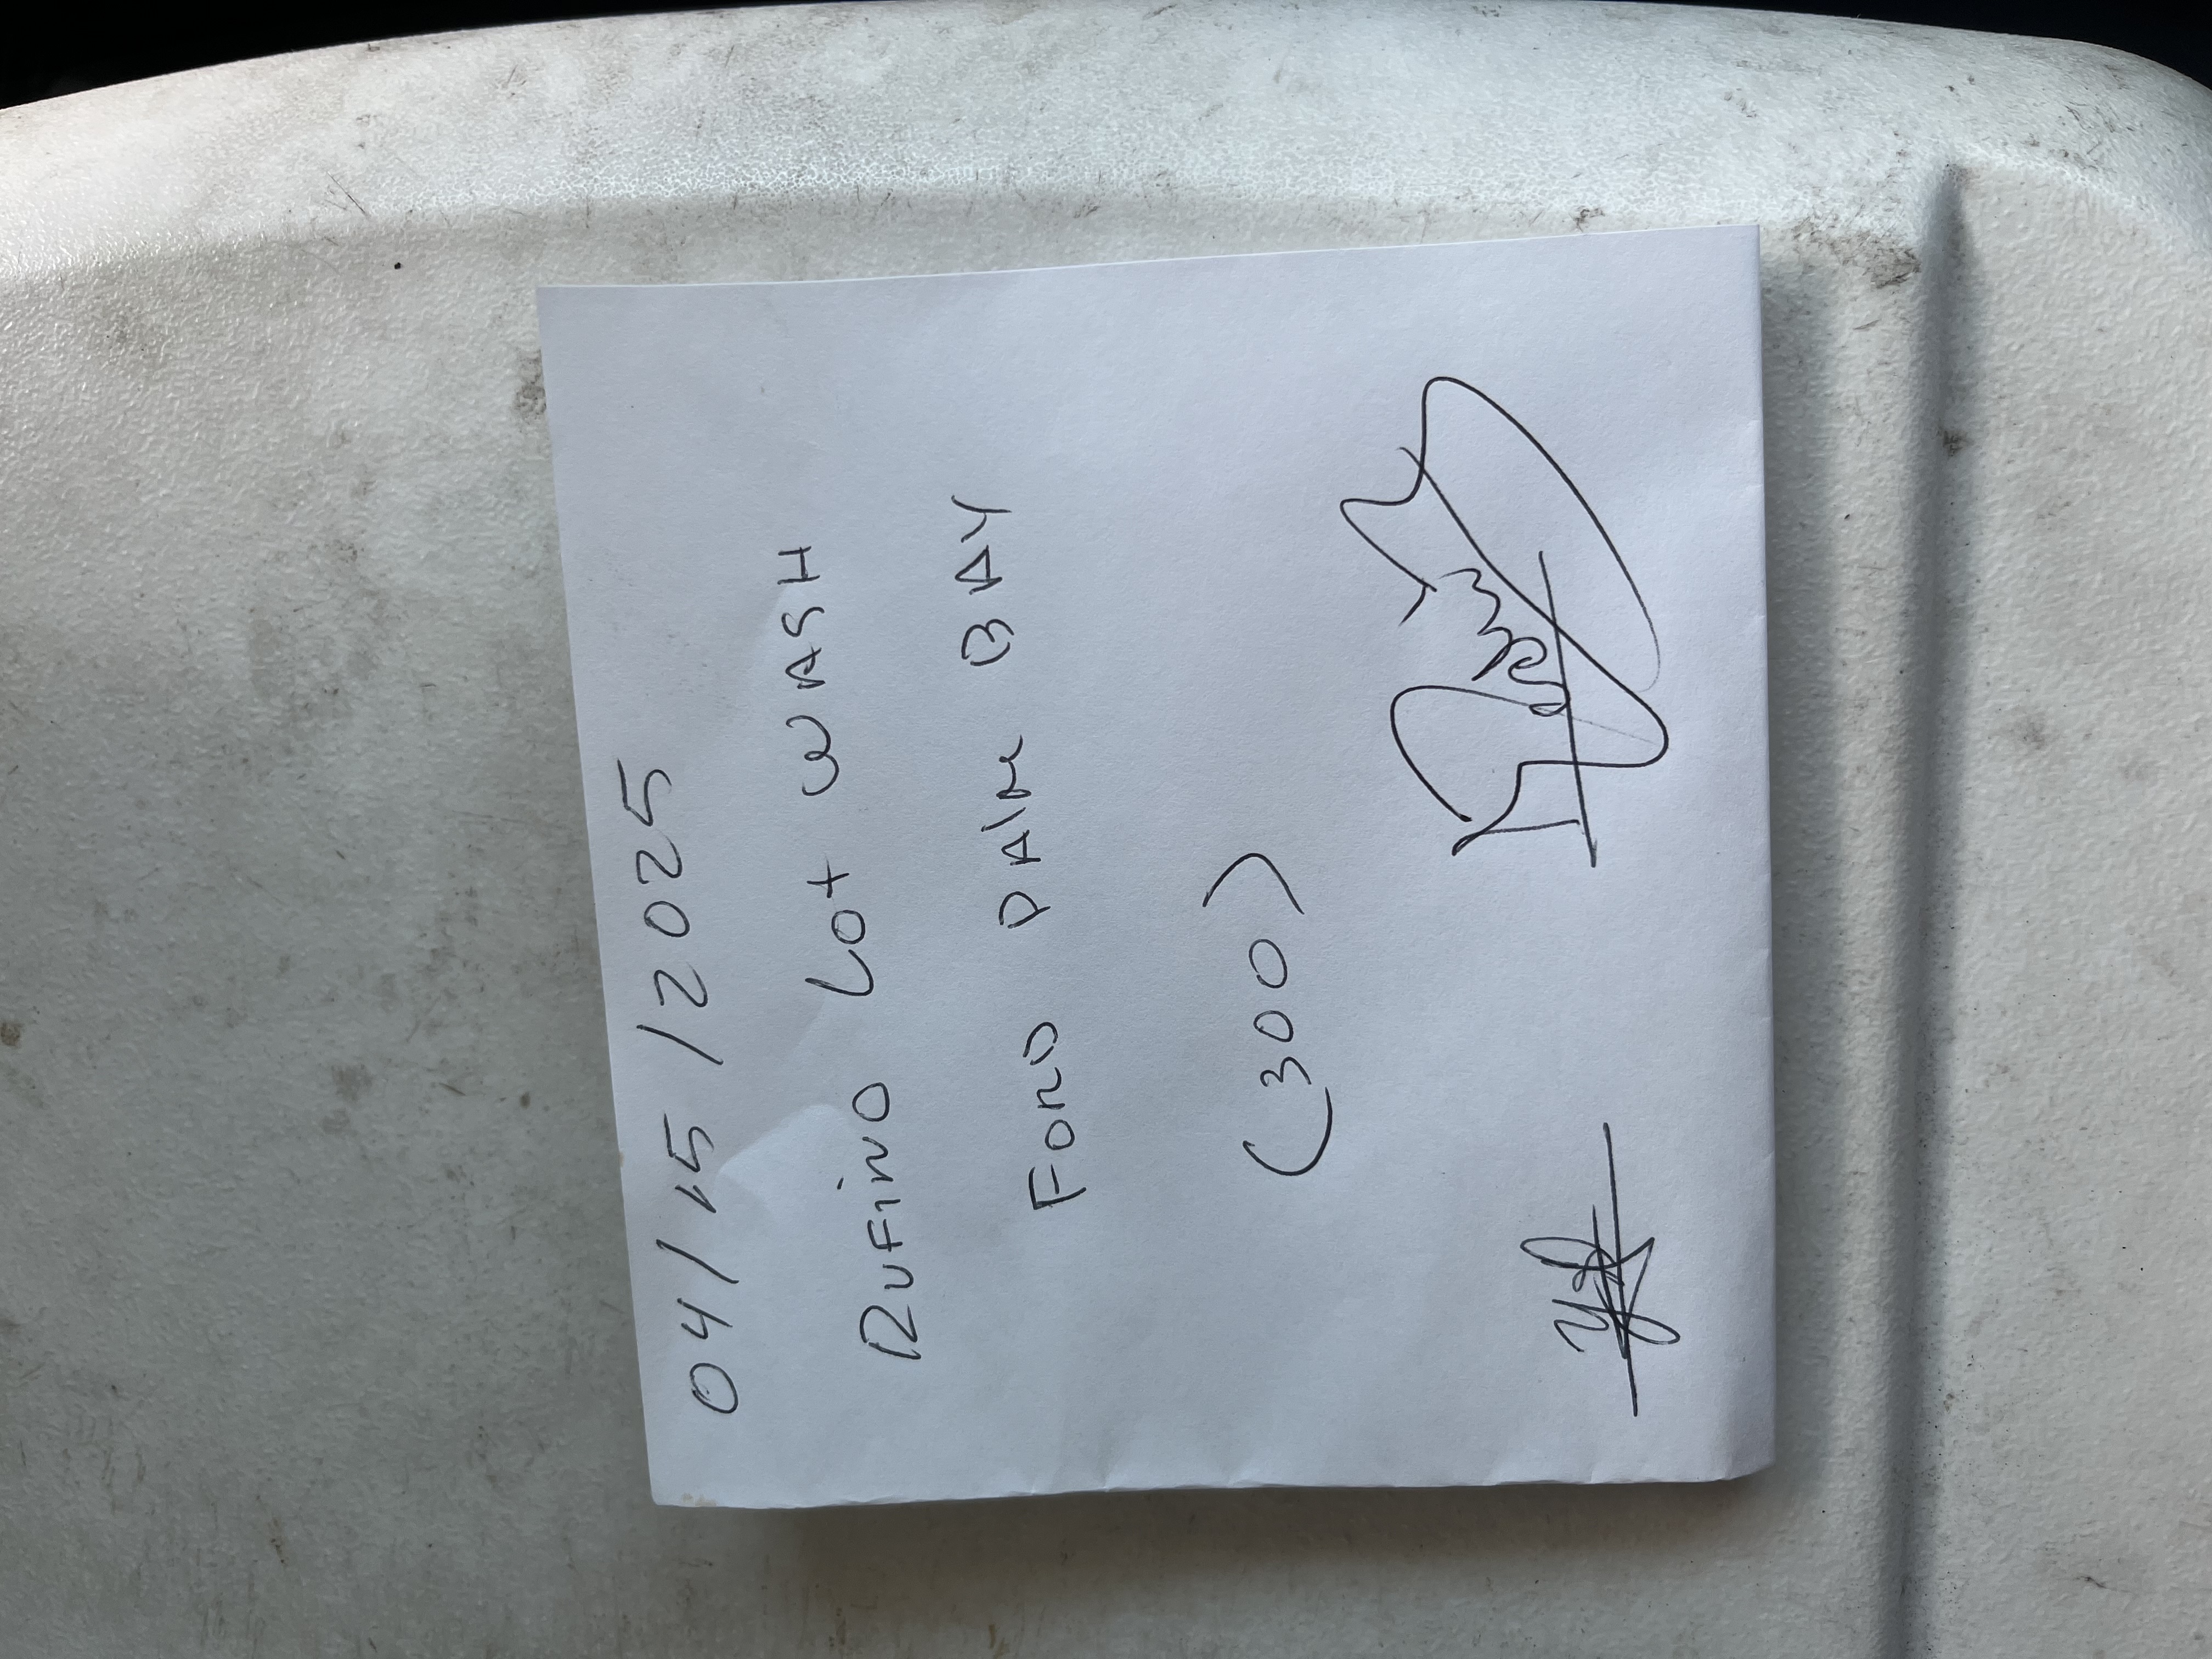 04/15/2025
Rufino Lot WASH
FORD PALM BAY
(300)